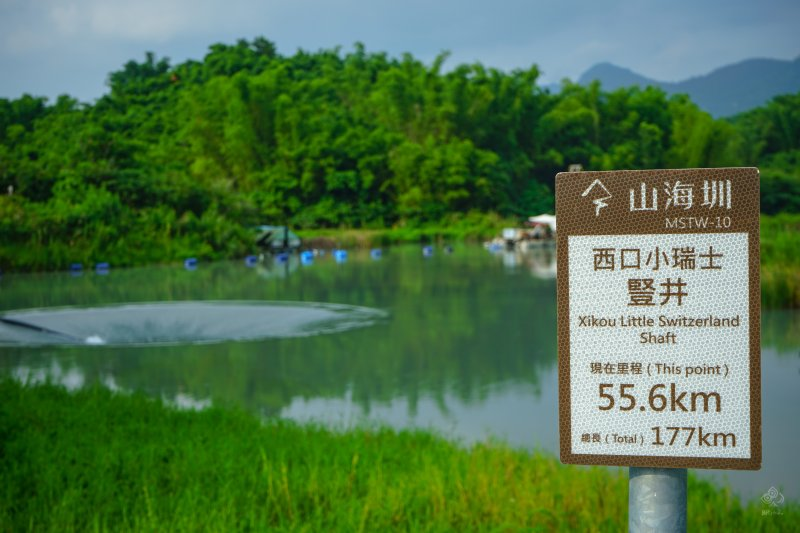 山海圳
MSTW-10
西口小瑞士
豎井
Xikou Little Switzerland
Shaft
現在里程（This point）
55.6km
總長（Total）177km